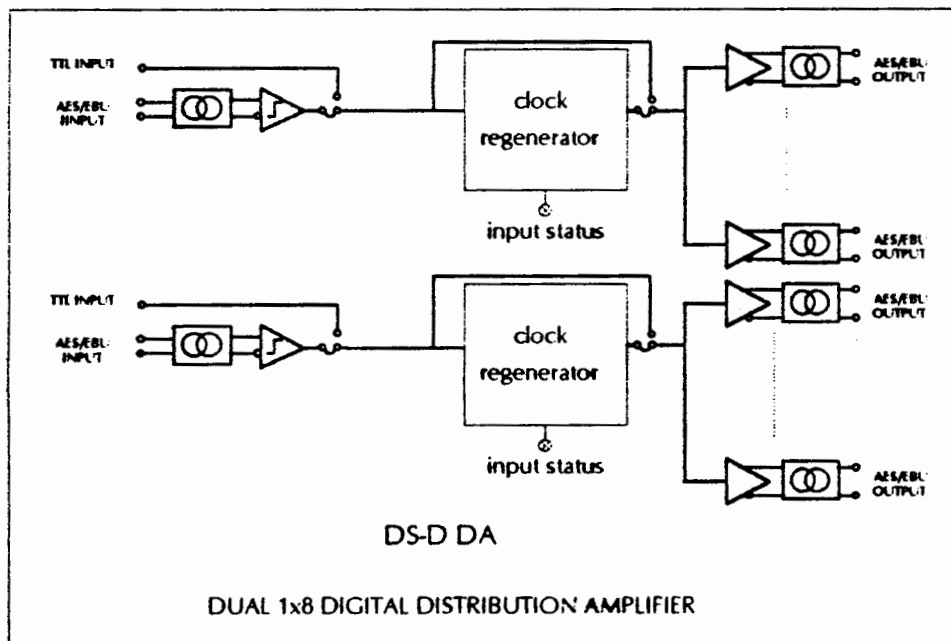 TTL INPUT
AES/EBU
INPUT
clock
regenerator
input status
AES/EBU
OUTPUT
AES/EBU
OUTPUT
TTL INPUT
AES/EBU
INPUT
clock
regenerator
input status
AES/EBU
OUTPUT
AES/EBU
OUTPUT
DS-D DA
DUAL 1x8 DIGITAL DISTRIBUTION AMPLIFIER